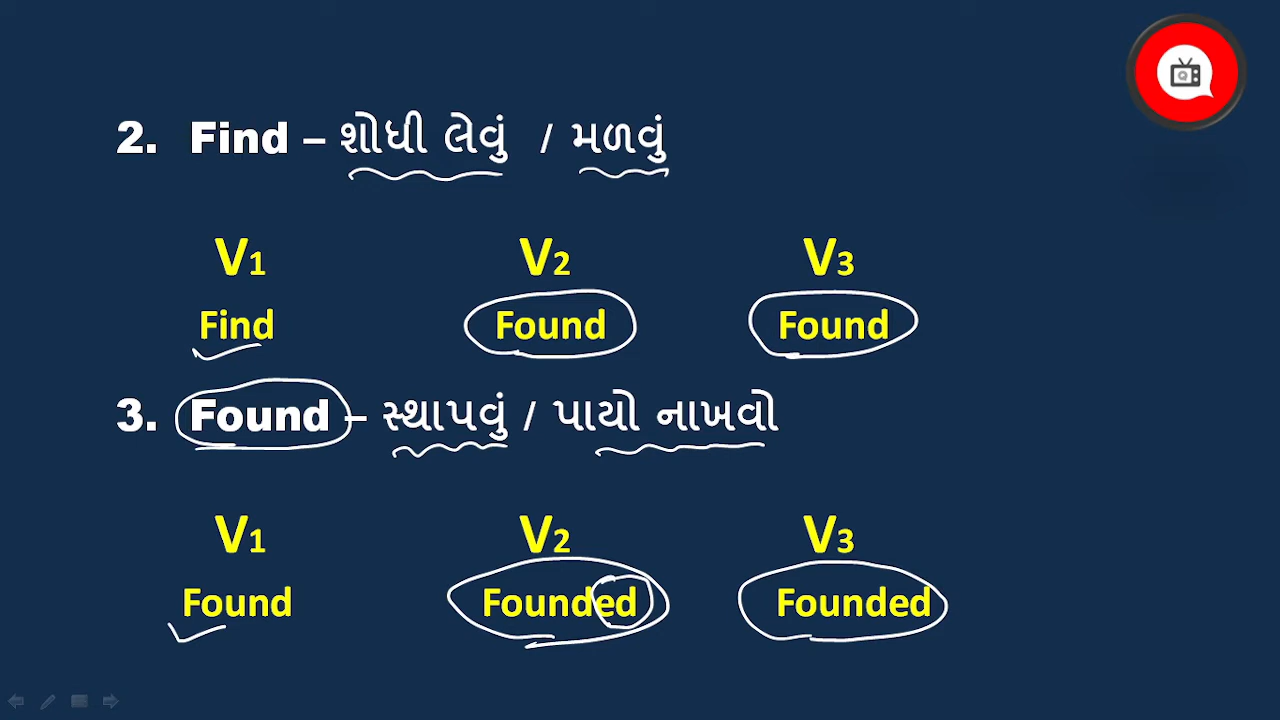 2. Find – શોધી લેવું / મળવું
V1 V2 V3
Find Found Found
3. Found – સ્થાપવું / પાયો નાખવો
V1 V2 V3
Found Founded Founded